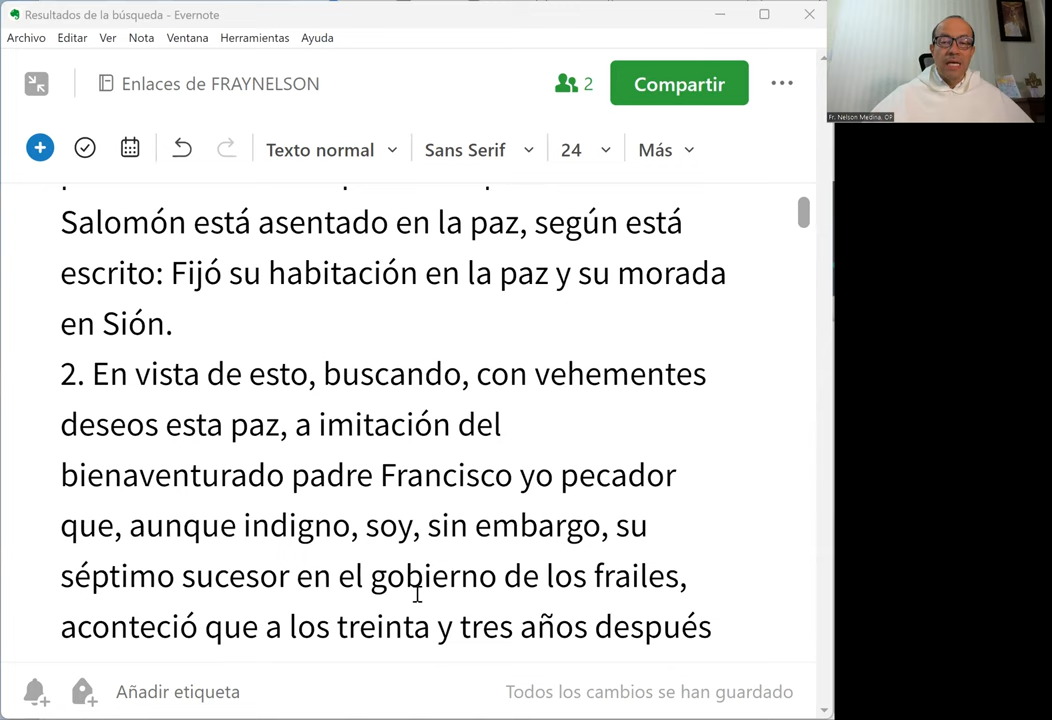 Resultados de la búsqueda - Evernote
Archivo Editar Ver Nota Ventana Herramientas Ayuda
Enlaces de FRAYNELSON 2 Compartir
Texto normal Sans Serif 24 Más
Salomón está asentado en la paz, según está
escrito: Fijó su habitación en la paz y su morada
en Sión.
2. En vista de esto, buscando, con vehementes
deseos esta paz, a imitación del
bienaventurado padre Francisco yo pecador
que, aunque indigno, soy, sin embargo, su
séptimo sucesor en el gobierno de los frailes,
aconteció que a los treinta y tres años después
Añadir etiqueta Todos los cambios se han guardado
Fr. Nelson Medina, OP